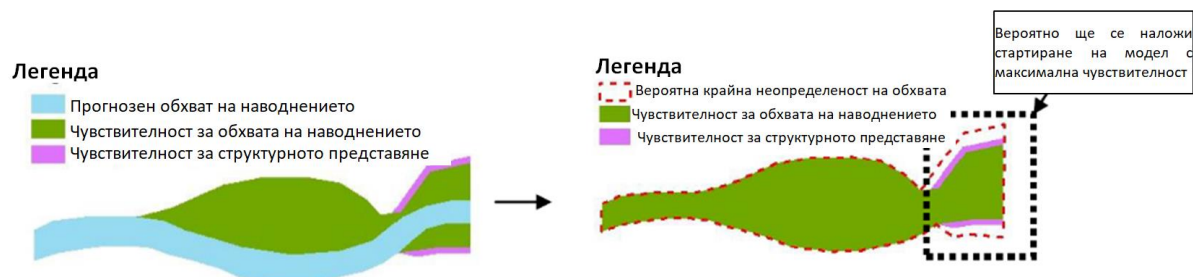 Легенда
Прогнозен обхват на наводнението
Чувствителност за обхвата на наводнението
Чувствителност за структурното представяне
Легенда
Вероятна крайна неопределеност на обхвата
Чувствителност за обхвата на наводнението
Чувствителност за структурното представяне
Вероятно ще се наложи
стартиране на модел с
максимална чувствителност